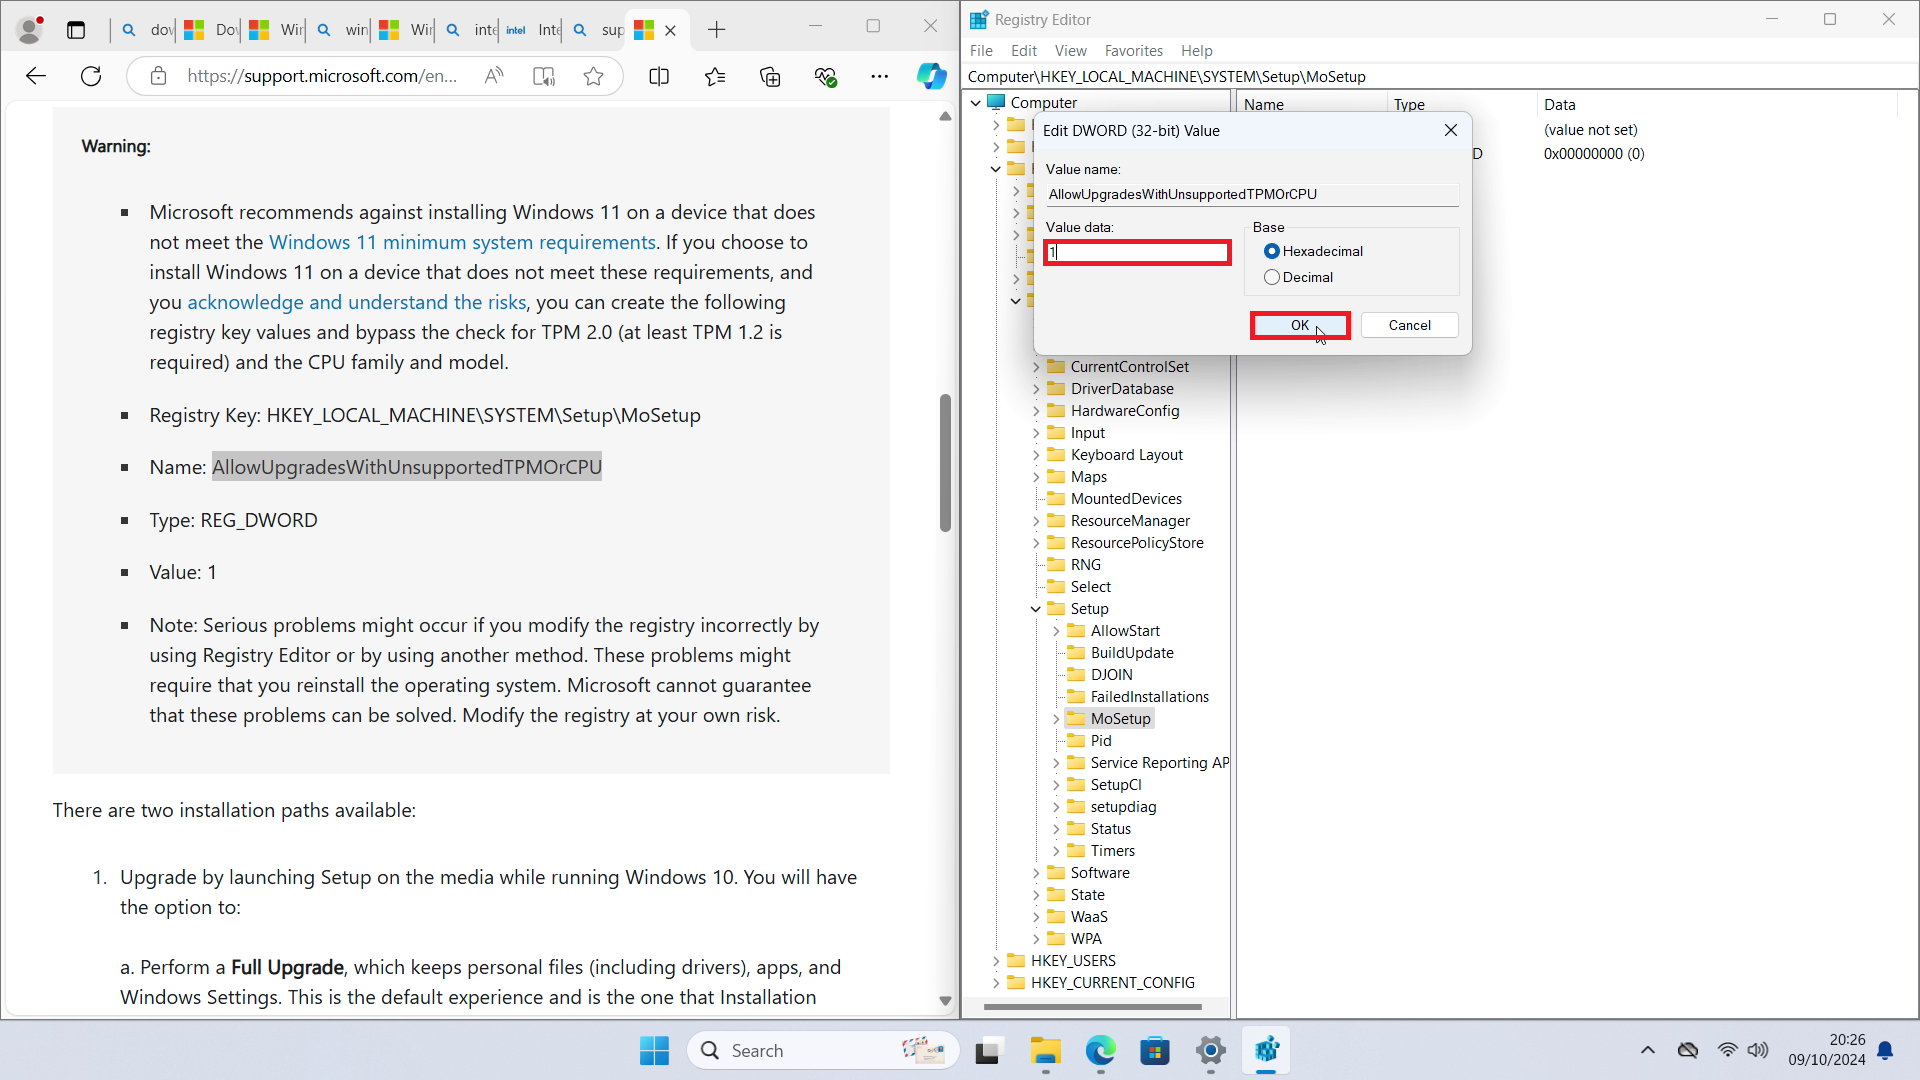 dov
Dov
Wir
win
Wir
inte
intel
Inte
sup
https://support.microsoft.com/en...
Warning:
Microsoft recommends against installing Windows 11 on a device that does
not meet the Windows 11 minimum system requirements. If you choose to
install Windows 11 on a device that does not meet these requirements, and
you acknowledge and understand the risks, you can create the following
registry key values and bypass the check for TPM 2.0 (at least TPM 1.2 is
required) and the CPU family and model.
Registry Key: HKEY_LOCAL_MACHINE\SYSTEM\Setup\MoSetup
Name: AllowUpgradesWithUnsupportedTPMOrCPU
Type: REG_DWORD
Value: 1
Note: Serious problems might occur if you modify the registry incorrectly by
using Registry Editor or by using another method. These problems might
require that you reinstall the operating system. Microsoft cannot guarantee
that these problems can be solved. Modify the registry at your own risk.
There are two installation paths available:
1. Upgrade by launching Setup on the media while running Windows 10. You will have
the option to:
a. Perform a Full Upgrade, which keeps personal files (including drivers), apps, and
Windows Settings. This is the default experience and is the one that Installation
Registry Editor
File Edit View Favorites Help
Computer\HKEY_LOCAL_MACHINE\SYSTEM\Setup\MoSetup
Computer
Name Type Data
(value not set)
D 0x00000000 (0)
Edit DWORD (32-bit) Value
Value name:
AllowUpgradesWithUnsupportedTPMOrCPU
Value data:
1
Base
Hexadecimal
Decimal
OK Cancel
CurrentControlSet
DriverDatabase
HardwareConfig
Input
Keyboard Layout
Maps
MountedDevices
ResourceManager
ResourcePolicyStore
RNG
Select
Setup
AllowStart
BuildUpdate
DJOIN
FailedInstallations
MoSetup
Pid
Service Reporting AP
SetupCl
setupdiag
Status
Timers
Software
State
WaaS
WPA
HKEY_USERS
HKEY_CURRENT_CONFIG
Search
20:26
09/10/2024